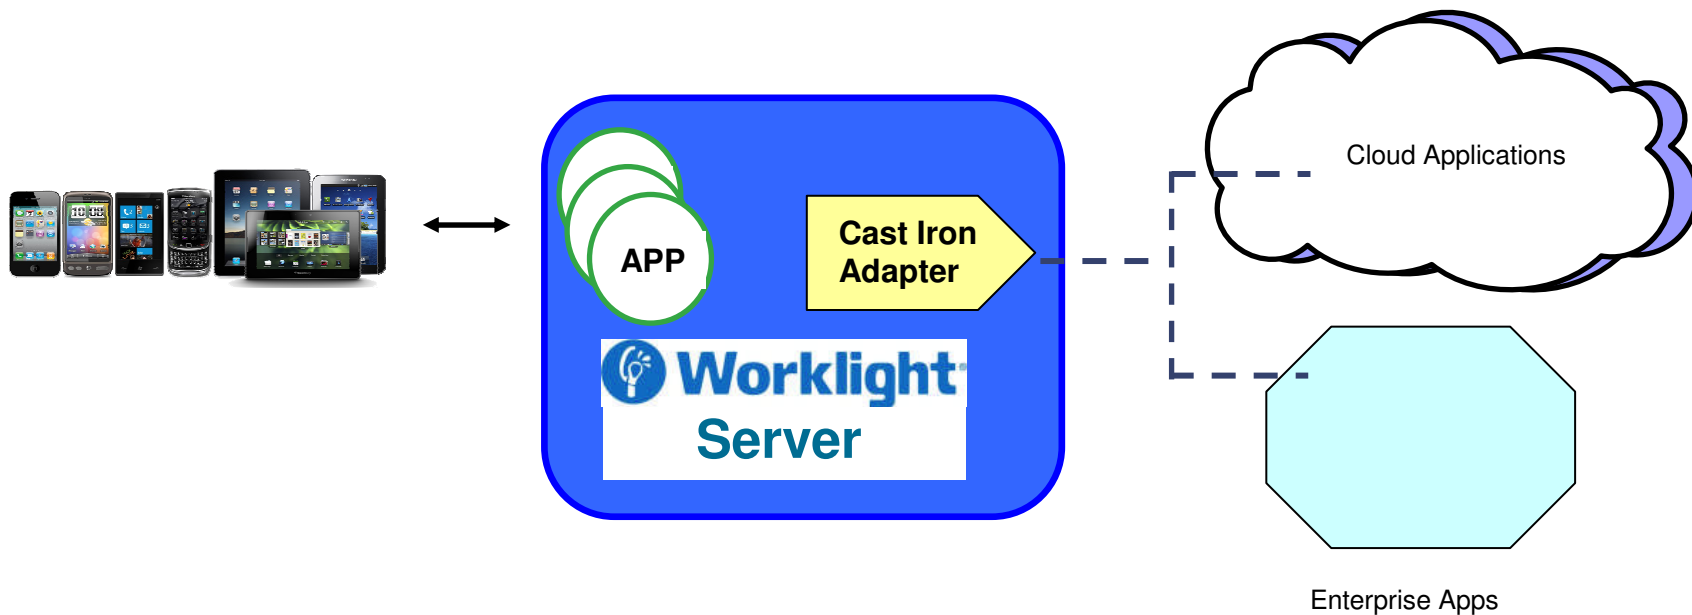 Cloud Applications
APP
Cast Iron
Adapter
Worklight
Server
Enterprise Apps